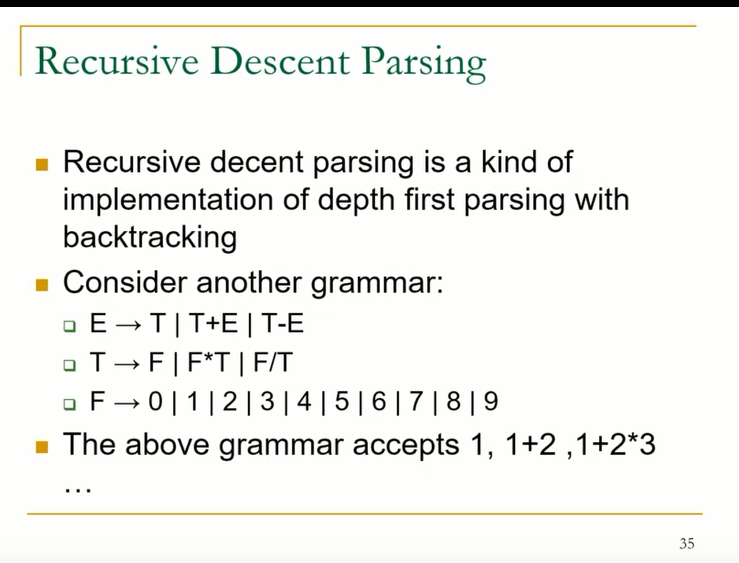 Recursive Descent Parsing
Recursive decent parsing is a kind of
implementation of depth first parsing with
backtracking
Consider another grammar:
E → T | T+E | T-E
T → F | F*T | F/T
F → 0 | 1 | 2 | 3 | 4 | 5 | 6 | 7 | 8 | 9
The above grammar accepts 1, 1+2 ,1+2*3
...
35